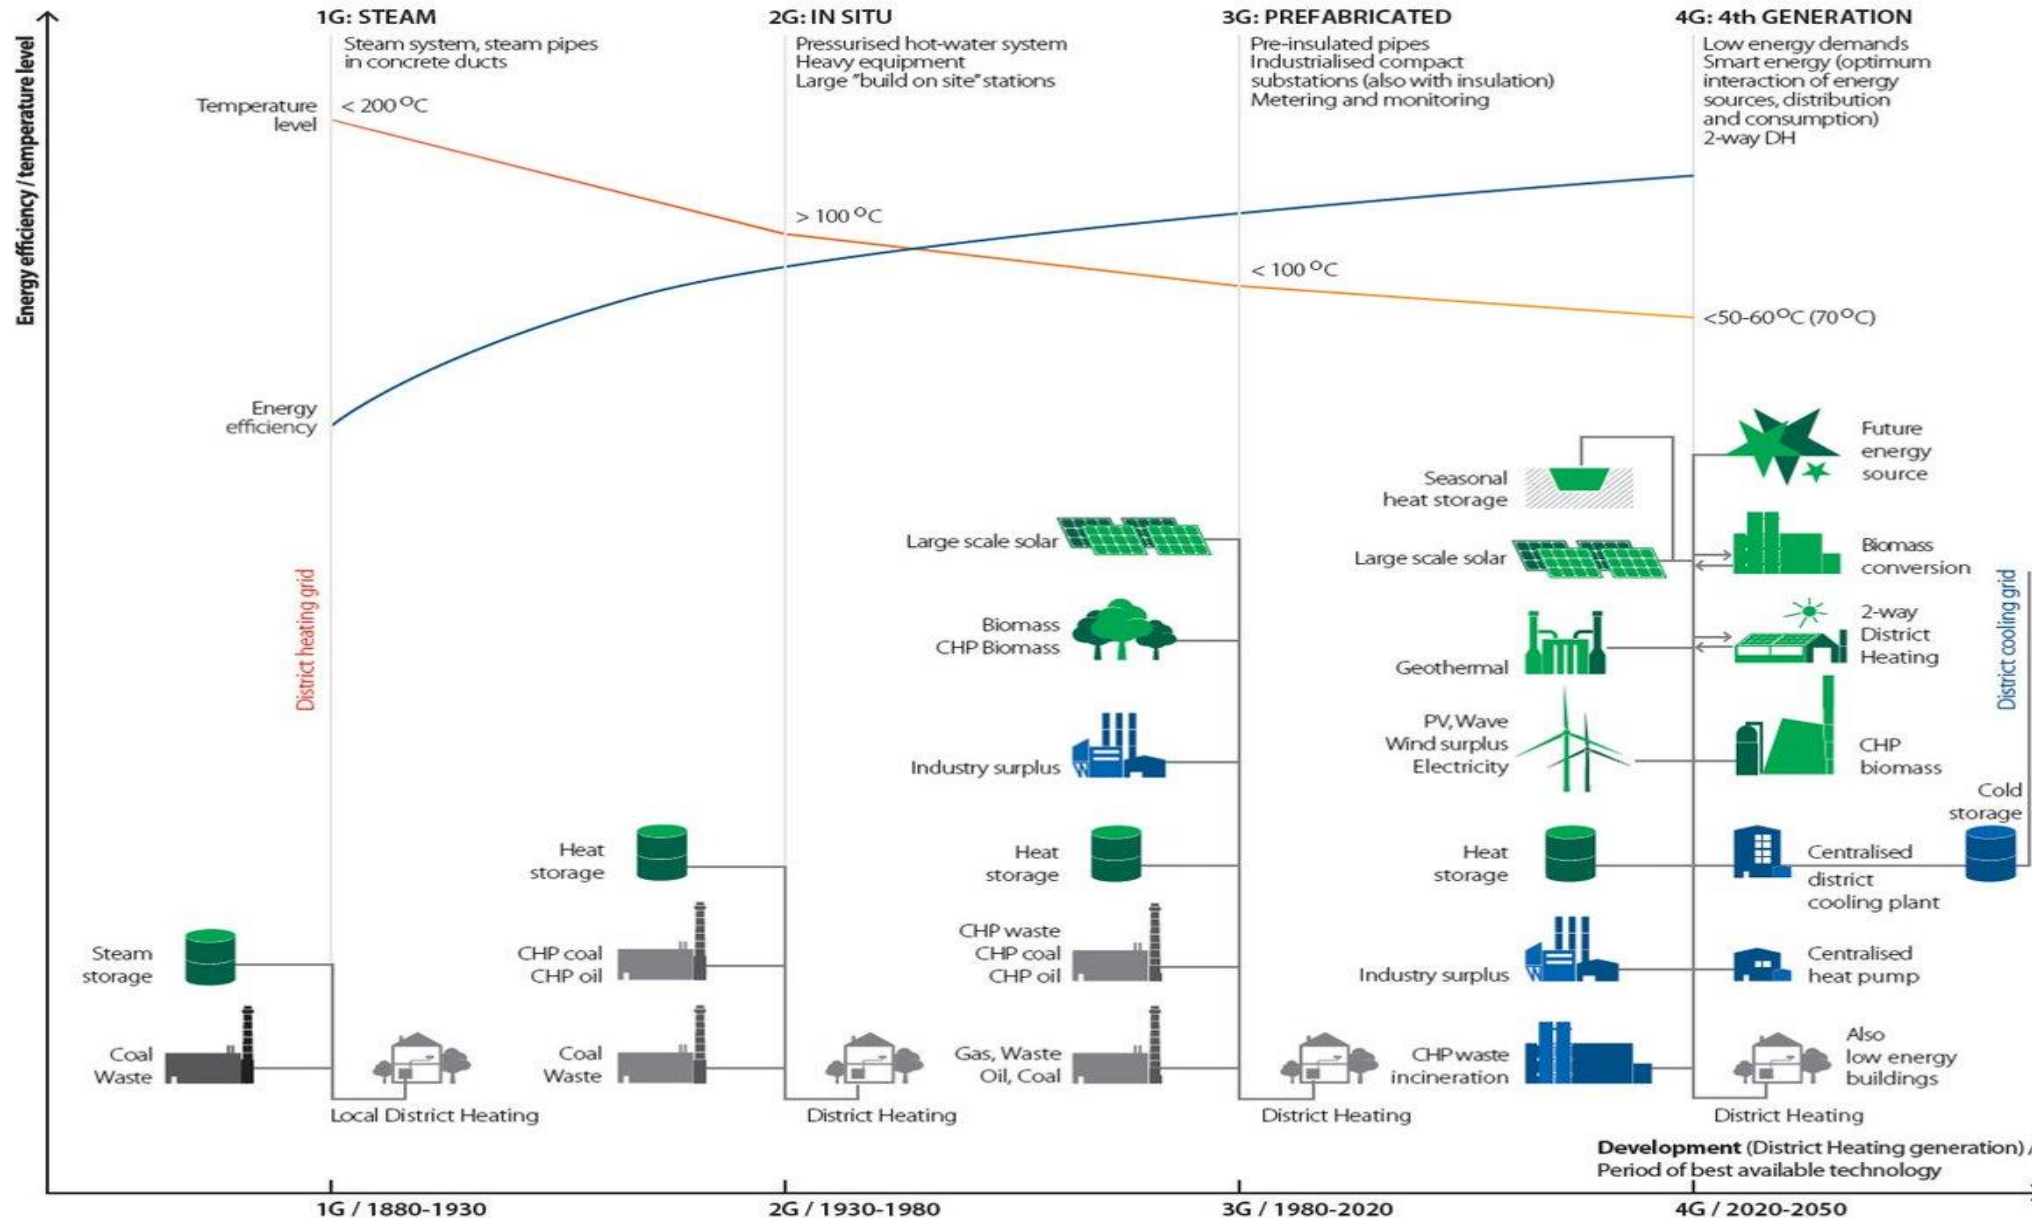 Energy efficiency / temperature level
1G: STEAM
Steam system, steam pipes
in concrete ducts
2G: IN SITU
Pressurised hot-water system
Heavy equipment
Large "build on site" stations
3G: PREFABRICATED
Pre-insulated pipes
Industrialised compact
substations (also with insulation)
Metering and monitoring
4G: 4th GENERATION
Low energy demands
Smart energy (optimum
interaction of energy
sources, distribution
and consumption)
2-way DH
Temperature
level
< 200 °C
> 100 °C
< 100 °C
<50-60°C (70°C)
Energy
efficiency
District heating grid
Steam
storage
Coal
Waste
Local District Heating
Heat
storage
CHP coal
CHP oil
Coal
Waste
District Heating
Large scale solar
Biomass
CHP Biomass
Industry surplus
Heat
storage
CHP waste
CHP coal
CHP oil
Gas, Waste
Oil, Coal
District Heating
Seasonal
heat storage
Large scale solar
Geothermal
PV, Wave
Wind surplus
Electricity
Heat
storage
Industry surplus
CHP waste
incineration
Future
energy
source
Biomass
conversion
2-way
District
Heating
CHP
biomass
Cold
storage
Centralised
district
cooling plant
Centralised
heat pump
Also
low energy
buildings
District Heating
District cooling grid
Development (District Heating generation) /
Period of best available technology
1G / 1880-1930
2G / 1930-1980
3G / 1980-2020
4G / 2020-2050